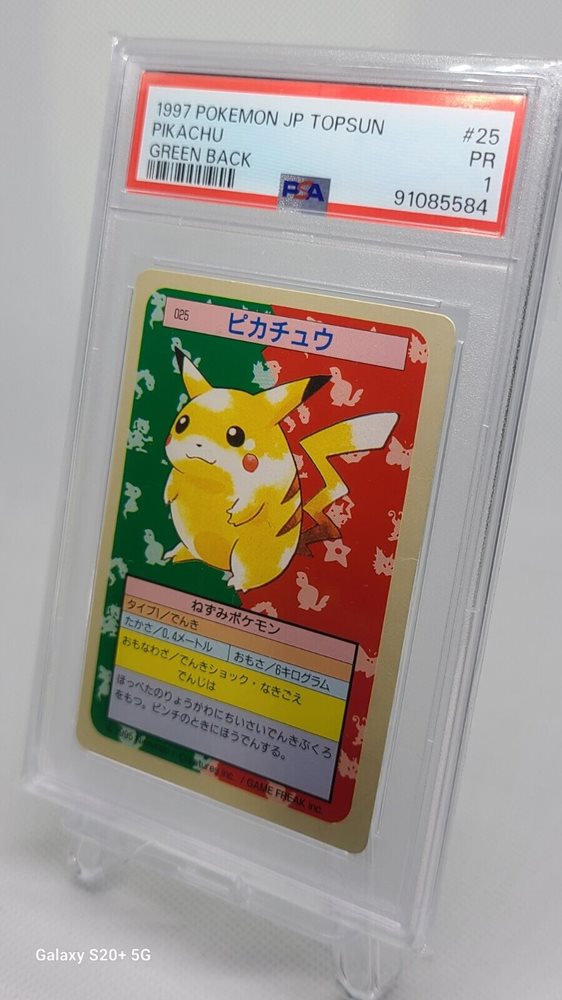 1997 POKEMON JP TOPSUN #25
PIKACHU PR
GREEN BACK 1
PSA 91085584
025 ピカチュウ
ねずみポケモン
タイプ1/でんき
たかさ/0.4メートル おもさ/6キログラム
おもなわざ/でんきショック・なきごえ
でんじは
ほっぺたのりょうがわにちいさいでんきぶくろ
をもつ。ピンチのときにほうでんする。
Creatures inc. / GAME FREAK inc.
Galaxy S20+ 5G